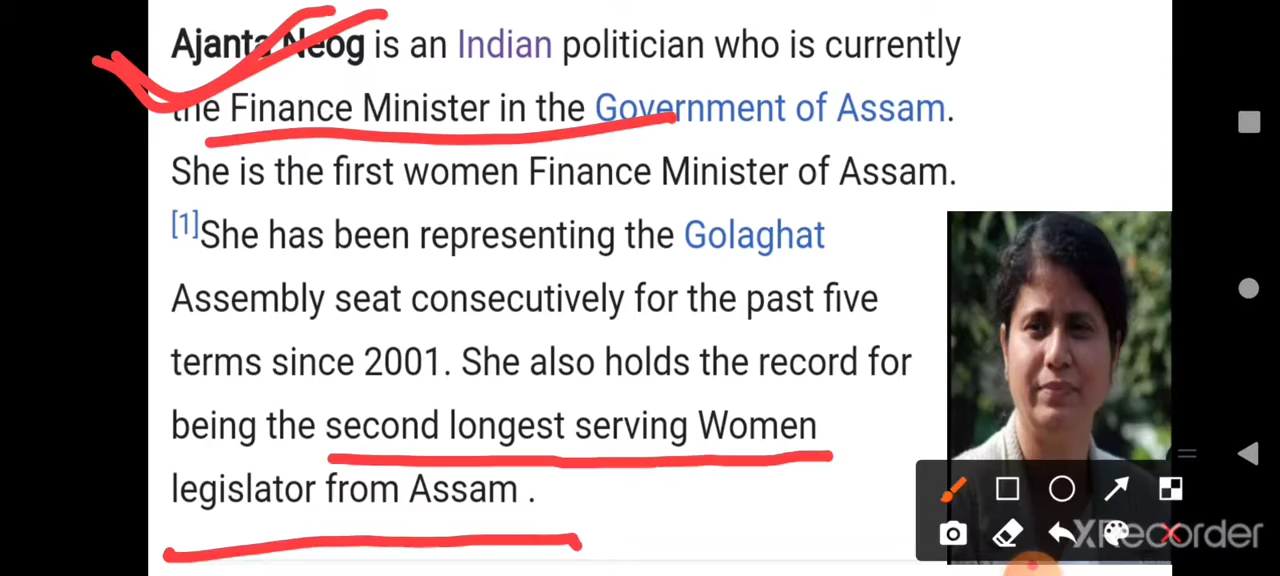 Ajanta Neog is an Indian politician who is currently
the Finance Minister in the Government of Assam.
She is the first women Finance Minister of Assam.
[1]She has been representing the Golaghat
Assembly seat consecutively for the past five
terms since 2001. She also holds the record for
being the second longest serving Women
legislator from Assam .
XRecorder